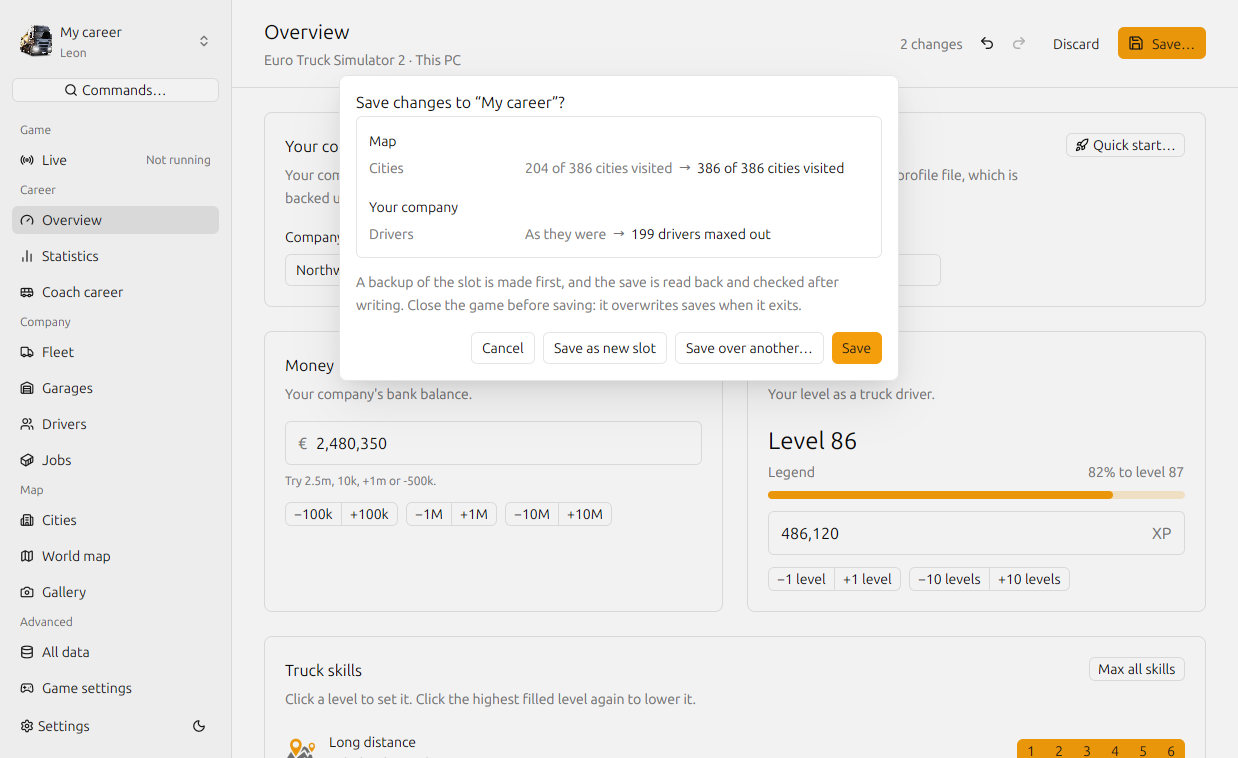 My career
Leon
Commands…
Game
Live
Not running
Career
Overview
Statistics
Coach career
Company
Fleet
Garages
Drivers
Jobs
Map
Cities
World map
Gallery
Advanced
All data
Game settings
Settings
Overview
Euro Truck Simulator 2 · This PC
2 changes
Discard
Save…
Save changes to “My career”?
Map
Cities
204 of 386 cities visited → 386 of 386 cities visited
Your company
Drivers
As they were → 199 drivers maxed out
A backup of the slot is made first, and the save is read back and checked after
writing. Close the game before saving: it overwrites saves when it exits.
Cancel
Save as new slot
Save over another…
Save
Your co
Quick start…
Your com
profile file, which is
backed u
Company
Northw
Money
Your company's bank balance.
€ 2,480,350
Try 2.5m, 10k, +1m or -500k.
−100k +100k −1M +1M −10M +10M
Your level as a truck driver.
Level 86
Legend
82% to level 87
486,120 XP
−1 level +1 level −10 levels +10 levels
Truck skills
Max all skills
Click a level to set it. Click the highest filled level again to lower it.
Long distance
1 2 3 4 5 6